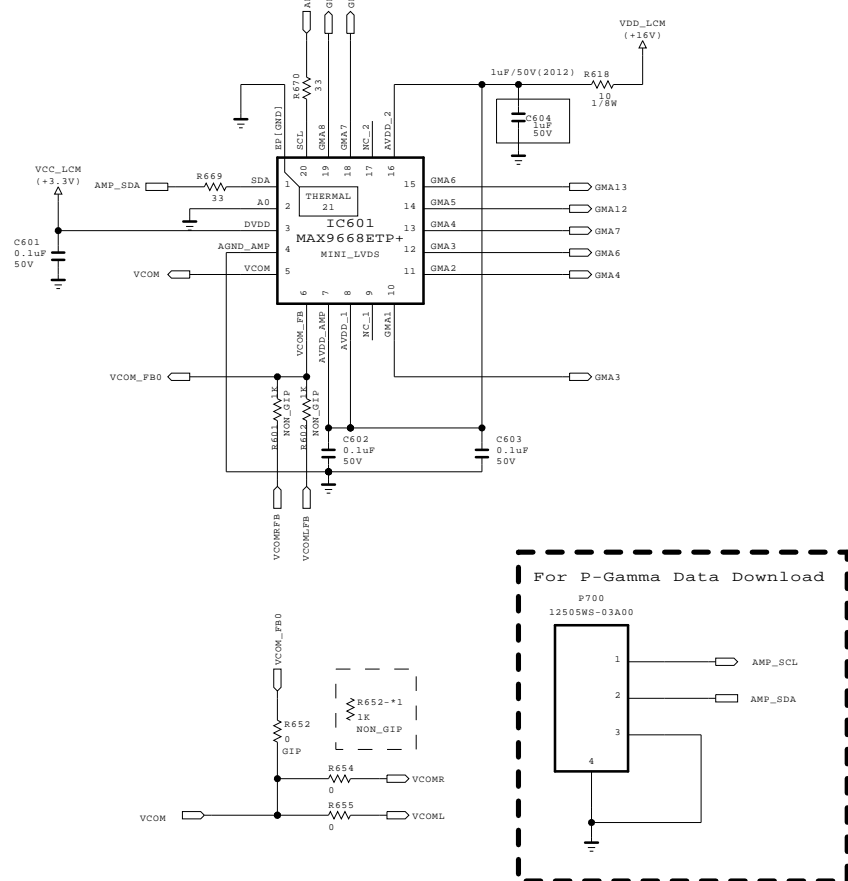 VDD_LCM
(+16V)
R670
33
1uF/50V(2012)
R618
10
1/8W
C604
1uF
50V
EP[GND]
SCL
GMA8
GMA7
NC_2
AVDD_2
20
19
18
17
16
VCC_LCM
(+3.3V)
AMP_SDA
R669
33
SDA
1
A0
2
DVDD
3
AGND_AMP
4
VCOM
VCOM
5
THERMAL
21
IC601
MAX9668ETP+
MINI_LVDS
15
GMA6
GMA13
14
GMA5
GMA12
13
GMA4
GMA7
12
GMA3
GMA6
11
GMA2
GMA4
C601
0.1uF
50V
6
7
8
9
10
VCOM_FB
AVDD_AMP
AVDD_1
NC_1
GMA1
VCOM_FB0
GMA3
R601
1K
NON_GIP
R602
1K
NON_GIP
C602
0.1uF
50V
C603
0.1uF
50V
VCOMRFB
VCOMLFB
For P-Gamma Data Download
P700
12505WS-03A00
1
AMP_SCL
2
AMP_SDA
3
4
VCOM_FB0
R652
0
GIP
R652-*1
1K
NON_GIP
R654
0
VCOMR
R655
0
VCOML
VCOM